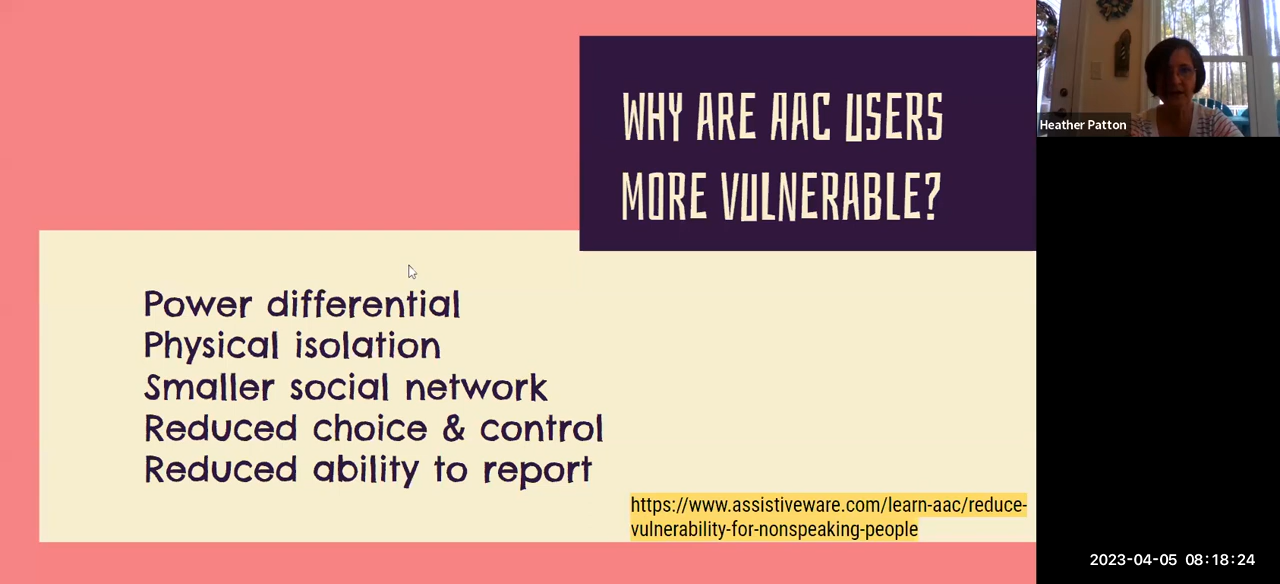 WHY ARE AAC USERS
MORE VULNERABLE?
Power differential
Physical isolation
Smaller social network
Reduced choice & control
Reduced ability to report
https://www.assistiveware.com/learn-aac/reduce-
vulnerability-for-nonspeaking-people
Heather Patton
2023-04-05 08:18:24